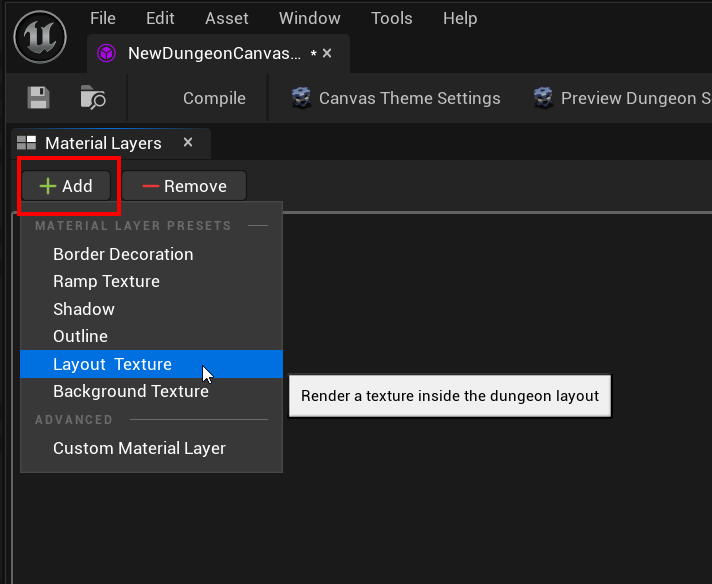 File Edit Asset Window Tools Help
NewDungeonCanvas... *
Compile Canvas Theme Settings Preview Dungeon S
Material Layers
Add Remove
MATERIAL LAYER PRESETS
Border Decoration
Ramp Texture
Shadow
Outline
Layout Texture
Background Texture
Render a texture inside the dungeon layout
ADVANCED
Custom Material Layer